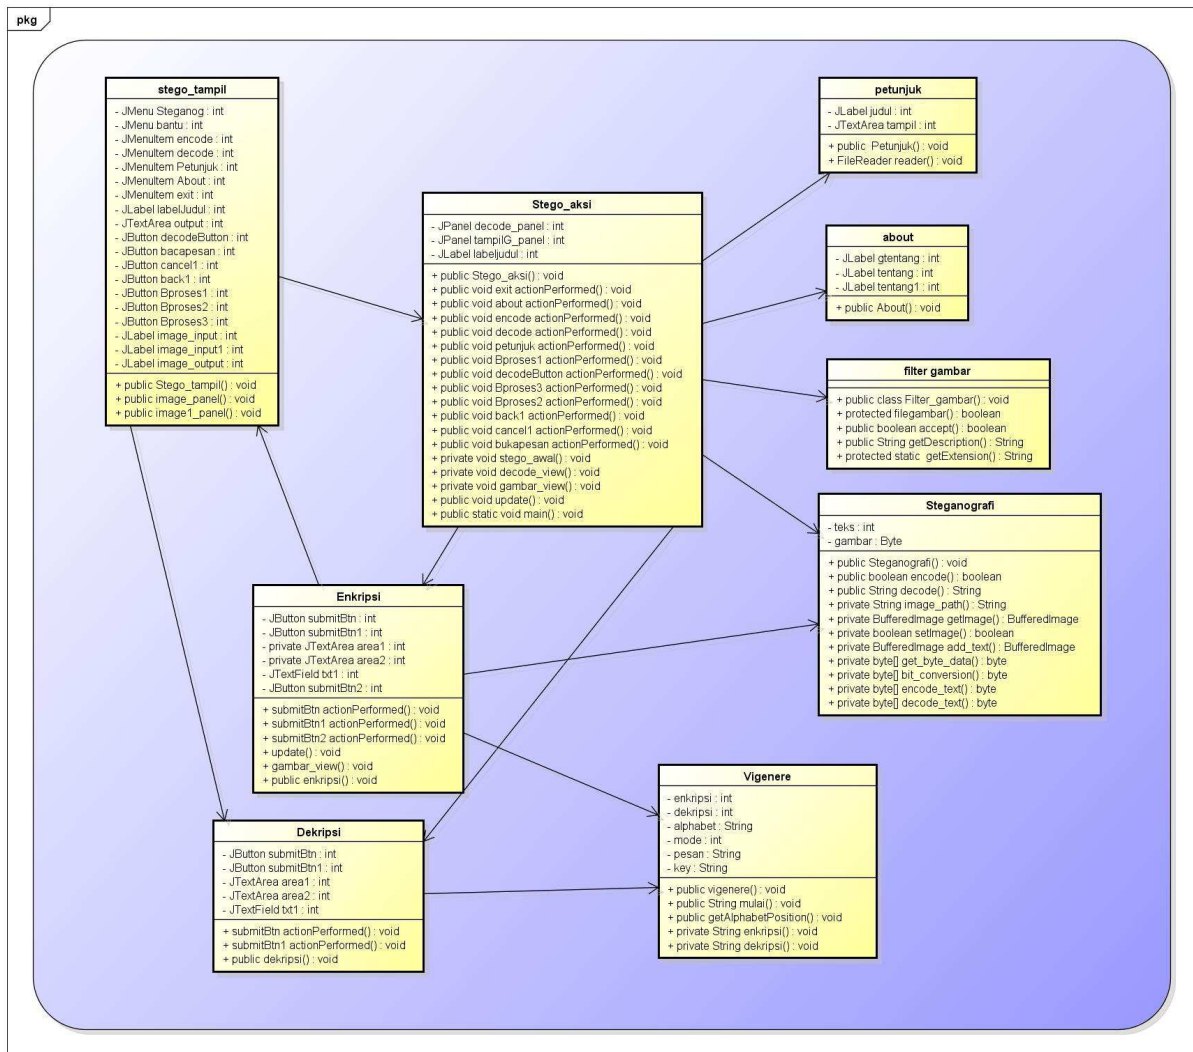 pkg
stego_tampil
- JMenu Steganog : int
- JMenu bantu : int
- JMenuItem encode : int
- JMenuItem decode : int
- JMenuItem Petunjuk : int
- JMenuItem About : int
- JMenuItem exit : int
- JLabel labelJudul : int
- JTextArea output : int
- JButton decodeButton : int
- JButton bacapesan : int
- JButton cancel1 : int
- JButton back1 : int
- JButton Bproses1 : int
- JButton Bproses2 : int
- JButton Bproses3 : int
- JLabel image_input : int
- JLabel image_input1 : int
- JLabel image_output : int
+ public Stego_tampil() : void
+ public image_panel() : void
+ public image1_panel() : void
Stego_aksi
- JPanel decode_panel : int
- JPanel tampilG_panel : int
- JLabel labeljudul : int
+ public Stego_aksi() : void
+ public void exit actionPerformed() : void
+ public void about actionPerformed() : void
+ public void encode actionPerformed() : void
+ public void decode actionPerformed() : void
+ public void petunjuk actionPerformed() : void
+ public void Bproses1 actionPerformed() : void
+ public void decodeButton actionPerformed() : void
+ public void Bproses3 actionPerformed() : void
+ public void Bproses2 actionPerformed() : void
+ public void back1 actionPerformed() : void
+ public void cancel1 actionPerformed() : void
+ public void bukapesan actionPerformed() : void
+ private void stego_awal() : void
+ private void decode_view() : void
+ private void gambar_view() : void
+ public void update() : void
+ public static void main() : void
petunjuk
- JLabel judul : int
- JTextArea tampil : int
+ public Petunjuk() : void
+ FileReader reader() : void
about
- JLabel gtentang : int
- JLabel tentang : int
- JLabel tentang1 : int
+ public About() : void
filter gambar
+ public class Filter_gambar() : void
+ protected filegambar() : boolean
+ public boolean accept() : boolean
+ public String getDescription() : String
+ protected static getExtension() : String
Steganografi
- teks : int
- gambar : Byte
+ public Steganografi() : void
+ public boolean encode() : boolean
+ public String decode() : String
+ private String image_path() : String
+ private BufferedImage getImage() : BufferedImage
+ private boolean setImage() : boolean
+ private BufferedImage add_text() : BufferedImage
+ private byte[] get_byte_data() : byte
+ private byte[] bit_conversion() : byte
+ private byte[] encode_text() : byte
+ private byte[] decode_text() : byte
Enkripsi
- JButton submitBtn : int
- JButton submitBtn1 : int
- private JTextArea area1 : int
- private JTextArea area2 : int
- JTextField txt1 : int
- JButton submitBtn2 : int
+ submitBtn actionPerformed() : void
+ submitBtn1 actionPerformed() : void
+ submitBtn2 actionPerformed() : void
+ update() : void
+ gambar_view() : void
+ public enkripsi() : void
Vigenere
- enkripsi : int
- dekripsi : int
- alphabet : String
- mode : int
- pesan : String
- key : String
+ public vigenere() : void
+ public String mulai() : void
+ public getAlphabetPosition() : void
+ private String enkripsi() : void
+ private String dekripsi() : void
Dekripsi
- JButton submitBtn : int
- JButton submitBtn1 : int
- JTextArea area1 : int
- JTextArea area2 : int
- JTextField txt1 : int
+ submitBtn actionPerformed() : void
+ submitBtn1 actionPerformed() : void
+ public dekripsi() : void